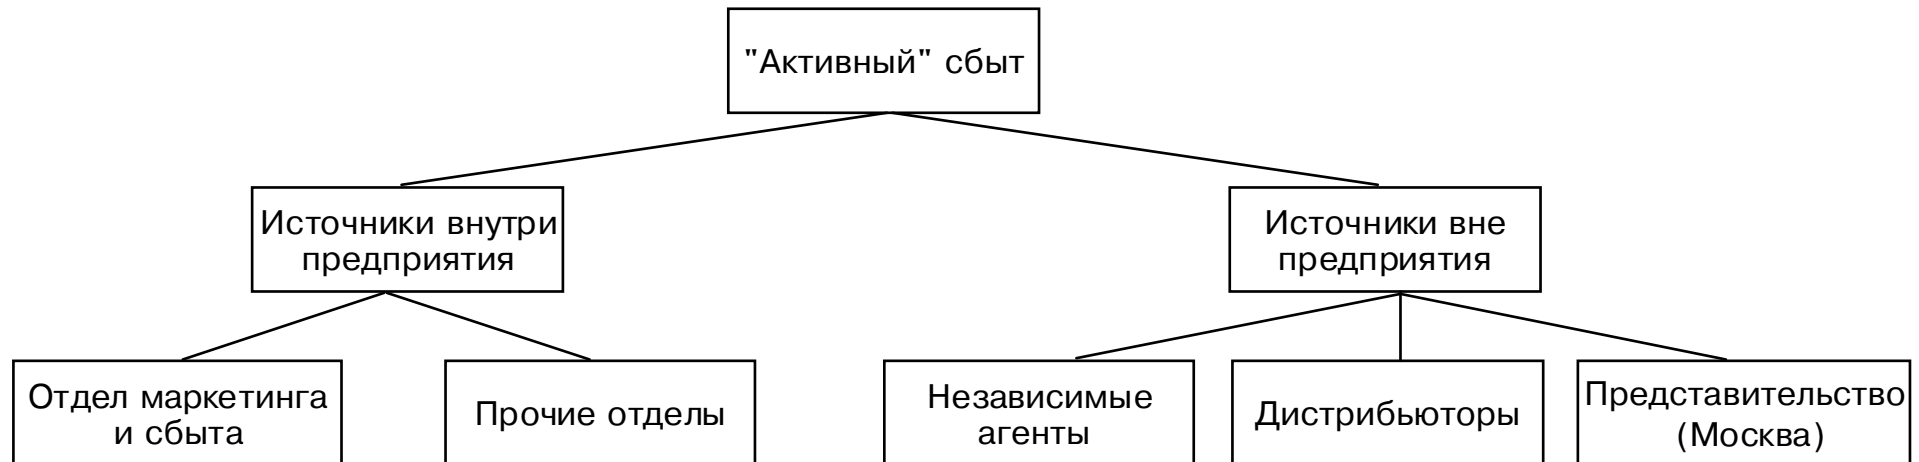 "Активный" сбыт
Источники внутри
предприятия
Источники вне
предприятия
Отдел маркетинга
и сбыта
Прочие отделы
Независимые
агенты
Дистрибьюторы
Представительство
(Москва)